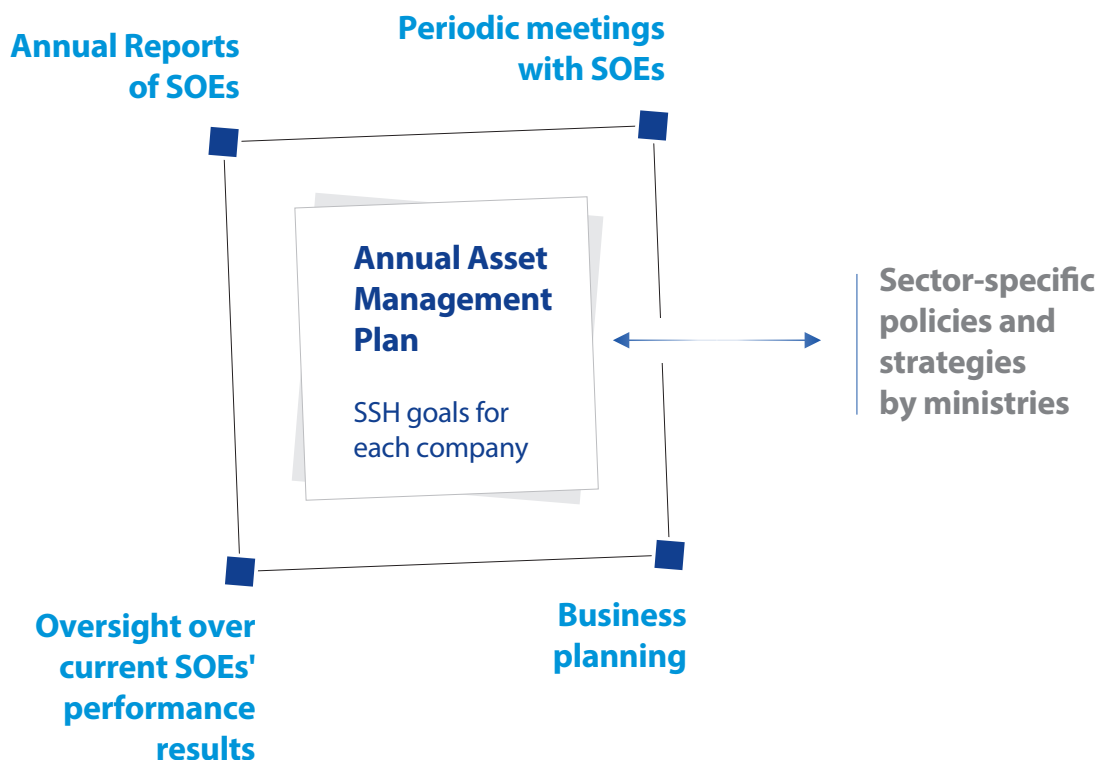 Annual Reports
of SOEs
Periodic meetings
with SOEs
Annual Asset
Management
Plan
SSH goals for
each company
Sector-specific
policies and
strategies
by ministries
Oversight over
current SOEs'
performance
results
Business
planning